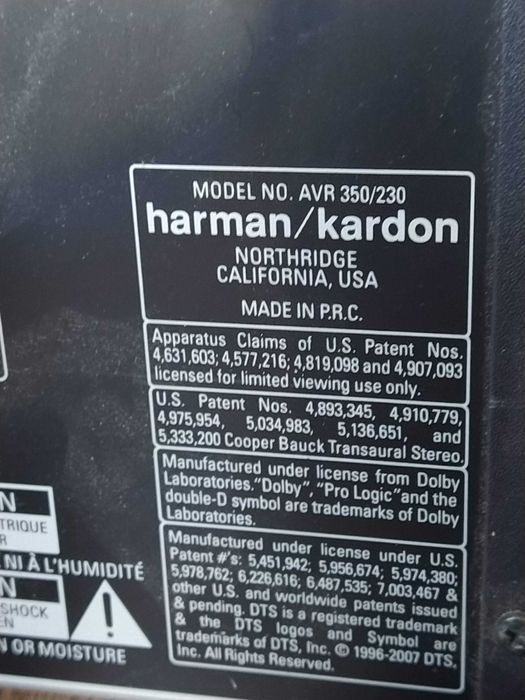 MODEL NO. AVR 350/230
harman/kardon
NORTHRIDGE
CALIFORNIA, USA
MADE IN P.R.C.
Apparatus Claims of U.S. Patent Nos.
4,631,603; 4,577,216; 4,819,098 and 4,907,093
licensed for limited viewing use only.
U.S. Patent Nos. 4,893,345, 4,910,779,
4,975,954, 5,034,983, 5,136,651, and
5,333,200 Cooper Bauck Transaural Stereo.
Manufactured under license from Dolby
Laboratories."Dolby", "Pro Logic"and the
double-D symbol are trademarks of Dolby
Laboratories.
Manufactured under license under U.S.
Patent #'s: 5,451,942; 5,956,674; 5,974,380;
5,978,762; 6,226,616; 6,487,535; 7,003,467 &
other U.S. and worldwide patents issued
& pending. DTS is a registered trademark
& the DTS logos and Symbol are
trademarks of DTS, Inc. © 1996-2007 DTS,
Inc. All Rights Reserved.
N
TRIQUE
R
NI À L'HUMIDITÉ
N
SHOCK
EN
N OR MOISTURE